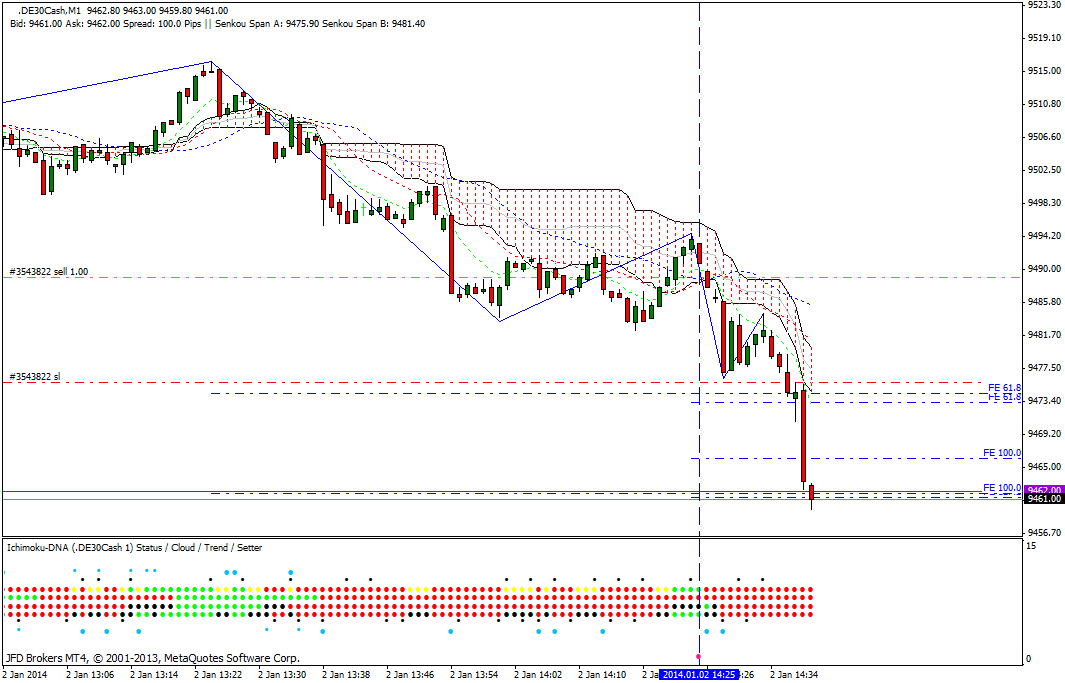 .DE30Cash,M1 9462.80 9463.00 9459.80 9461.00
Bid: 9461.00 Ask: 9462.00 Spread: 100.0 Pips || Senkou Span A: 9475.90 Senkou Span B: 9481.40
9523.30
9519.10
9515.00
9510.80
9506.60
9502.50
9498.30
9494.20
#3543822 sell 1.00
9490.00
9485.80
9481.70
9477.50
#3543822 sl
FE 61.8
FE 61.8
9473.40
9469.20
FE 100.0
9465.00
FE 100.0
9462.00
9461.00
9456.70
Ichimoku-DNA (.DE30Cash 1) Status / Cloud / Trend / Setter
15
JFD Brokers MT4, © 2001-2013, MetaQuotes Software Corp.
0
2 Jan 2014 2 Jan 13:06 2 Jan 13:14 2 Jan 13:22 2 Jan 13:30 2 Jan 13:38 2 Jan 13:46 2 Jan 13:54 2 Jan 14:02 2 Jan 14:10 2 Ja 2014.01.02 14:25 :26 2 Jan 14:34